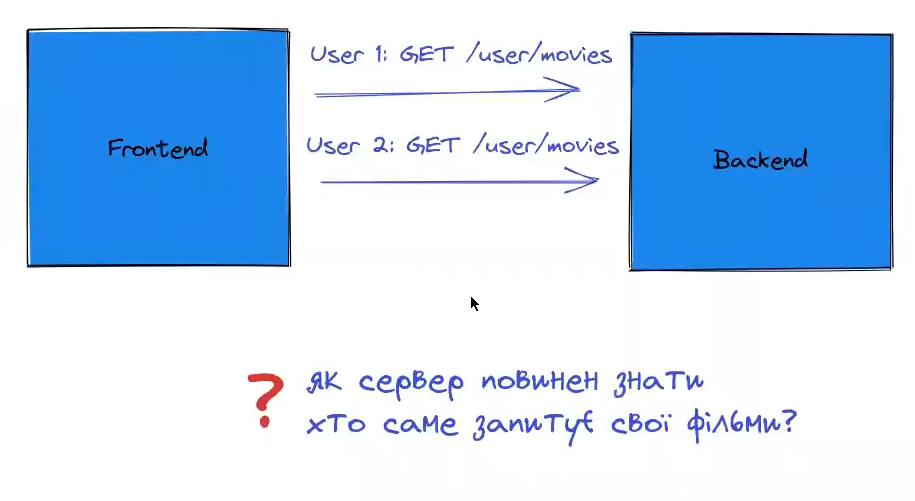 User 1: GET /user/movies
Frontend
User 2: GET /user/movies
Backend
? як сервер повинен знати
хто саме запитує свої фільми?